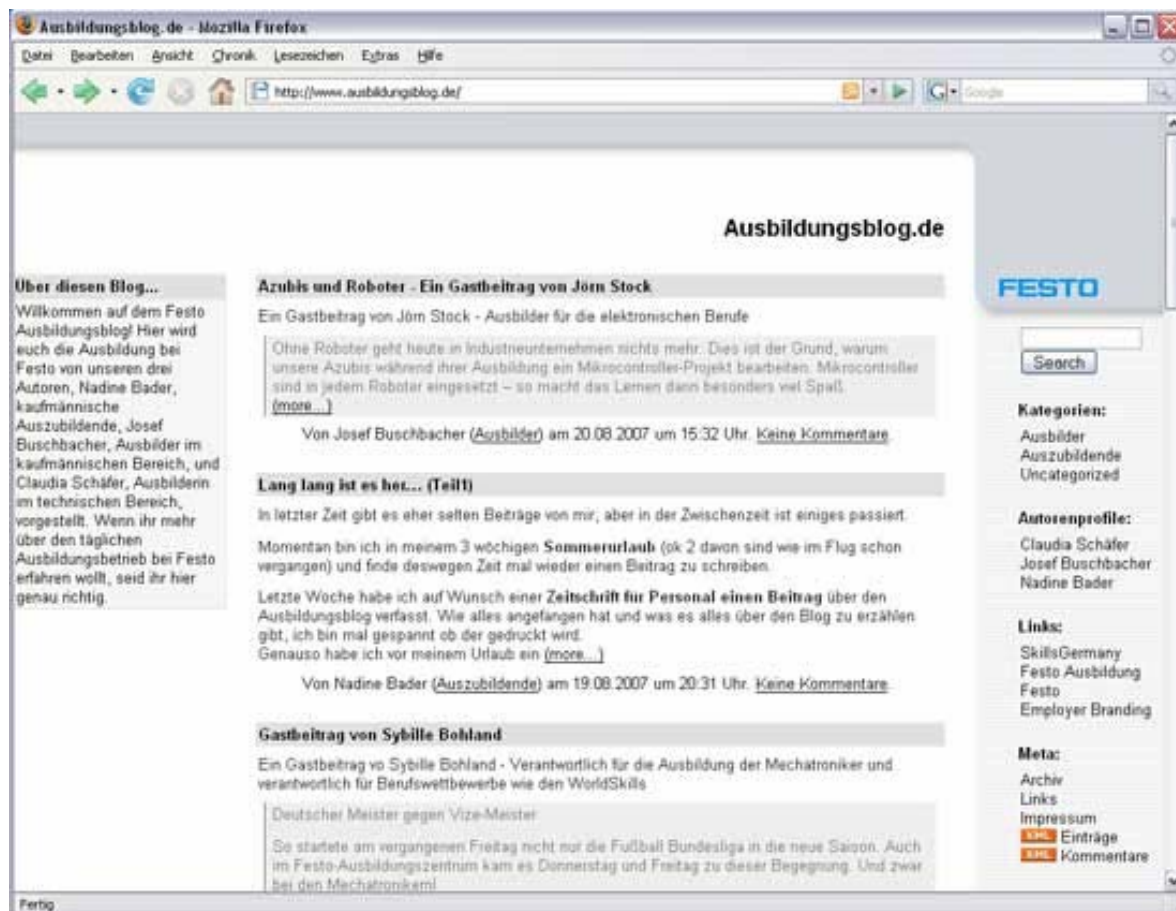 Ausbildungsblog.de - Mozilla Firefox
Datei Bearbeiten Ansicht Chronik Lesezeichen Extras Hilfe
http://www.ausbildungsblog.de/
Google
Ausbildungsblog.de
Über diesen Blog...
Willkommen auf dem Festo
Ausbildungsblog! Hier wird
euch die Ausbildung bei
Festo von unseren drei
Autoren, Nadine Bader,
kaufmännische
Auszubildende, Josef
Buschbacher, Ausbilder im
kaufmännischen Bereich, und
Claudia Schäfer, Ausbilderin
im technischen Bereich,
vorgestellt. Wenn ihr mehr
über den täglichen
Ausbildungsbetrieb bei Festo
erfahren wollt, seid ihr hier
genau richtig.
Azubis und Roboter - Ein Gastbeitrag von Jörn Stock
Ein Gastbeitrag von Jörn Stock - Ausbilder für die elektronischen Berufe
Ohne Roboter geht heute in Industrieunternehmen nichts mehr. Dies ist der Grund, warum
unsere Azubis während ihrer Ausbildung ein Mikrocontroller-Projekt bearbeiten. Mikrocontroller
sind in jedem Roboter eingesetzt – so macht das Lernen dann besonders viel Spaß.
(more...)
Von Josef Buschbacher (Ausbilder) am 20.08.2007 um 15:32 Uhr. Keine Kommentare.
Lang lang ist es her... (Teil1)
In letzter Zeit gibt es eher selten Beiträge von mir, aber in der Zwischenzeit ist einiges passiert.
Momentan bin ich in meinem 3 wöchigen Sommerurlaub (ok 2 davon sind wie im Flug schon
vergangen) und finde deswegen Zeit mal wieder einen Beitrag zu schreiben.
Letzte Woche habe ich auf Wunsch einer Zeitschrift für Personal einen Beitrag über den
Ausbildungsblog verfasst. Wie alles angefangen hat und was es alles über den Blog zu erzählen
gibt, ich bin mal gespannt ob der gedruckt wird.
Genauso habe ich vor meinem Urlaub ein (more...)
Von Nadine Bader (Auszubildende) am 19.08.2007 um 20:31 Uhr. Keine Kommentare.
Gastbeitrag von Sybille Bohland
Ein Gastbeitrag vo Sybille Bohland - Verantwortlich für die Ausbildung der Mechatroniker und
verantwortlich für Berufswettbewerbe wie den WorldSkills
Deutscher Meister gegen Vize-Meister
So startete am vergangenen Freitag nicht nur die Fußball Bundesliga in die neue Saison. Auch
im Festo-Ausbildungszentrum kam es Donnerstag und Freitag zu dieser Begegnung. Und zwar
bei den Mechatronikern!
FESTO
Search
Kategorien:
Ausbilder
Auszubildende
Uncategorized
Autorenprofile:
Claudia Schäfer
Josef Buschbacher
Nadine Bader
Links:
SkillsGermany
Festo Ausbildung
Festo
Employer Branding
Meta:
Archiv
Links
Impressum
XML Einträge
XML Kommentare
Fertig